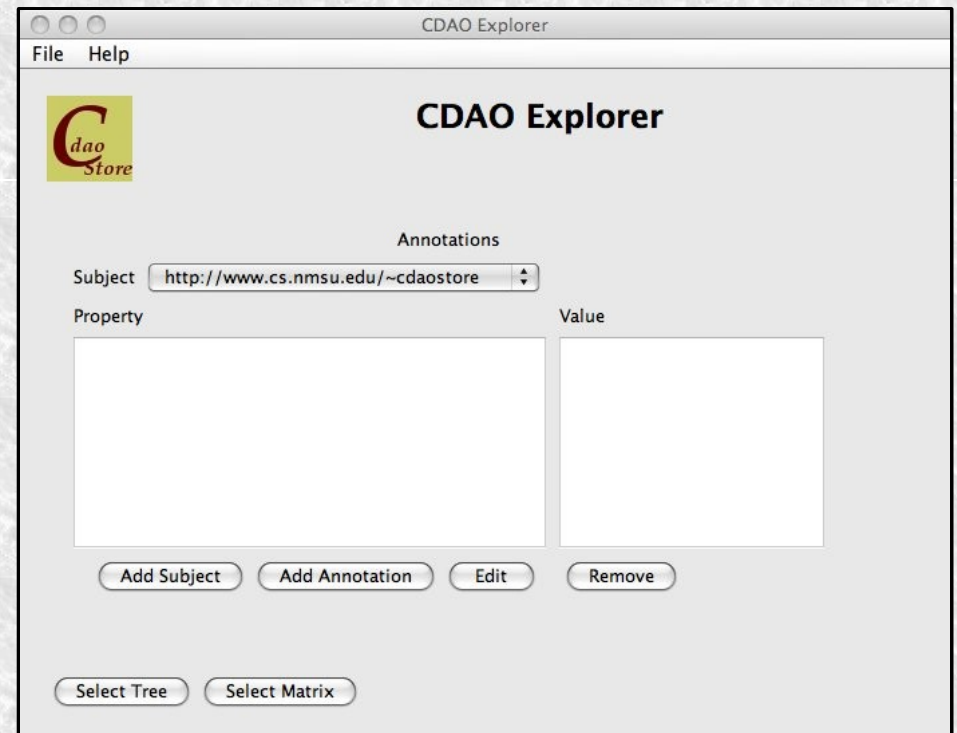 CDAO Explorer
File Help
Cdao
Store
CDAO Explorer
Annotations
Subject http://www.cs.nmsu.edu/~cdaostore
Property Value
Add Subject Add Annotation Edit Remove
Select Tree Select Matrix